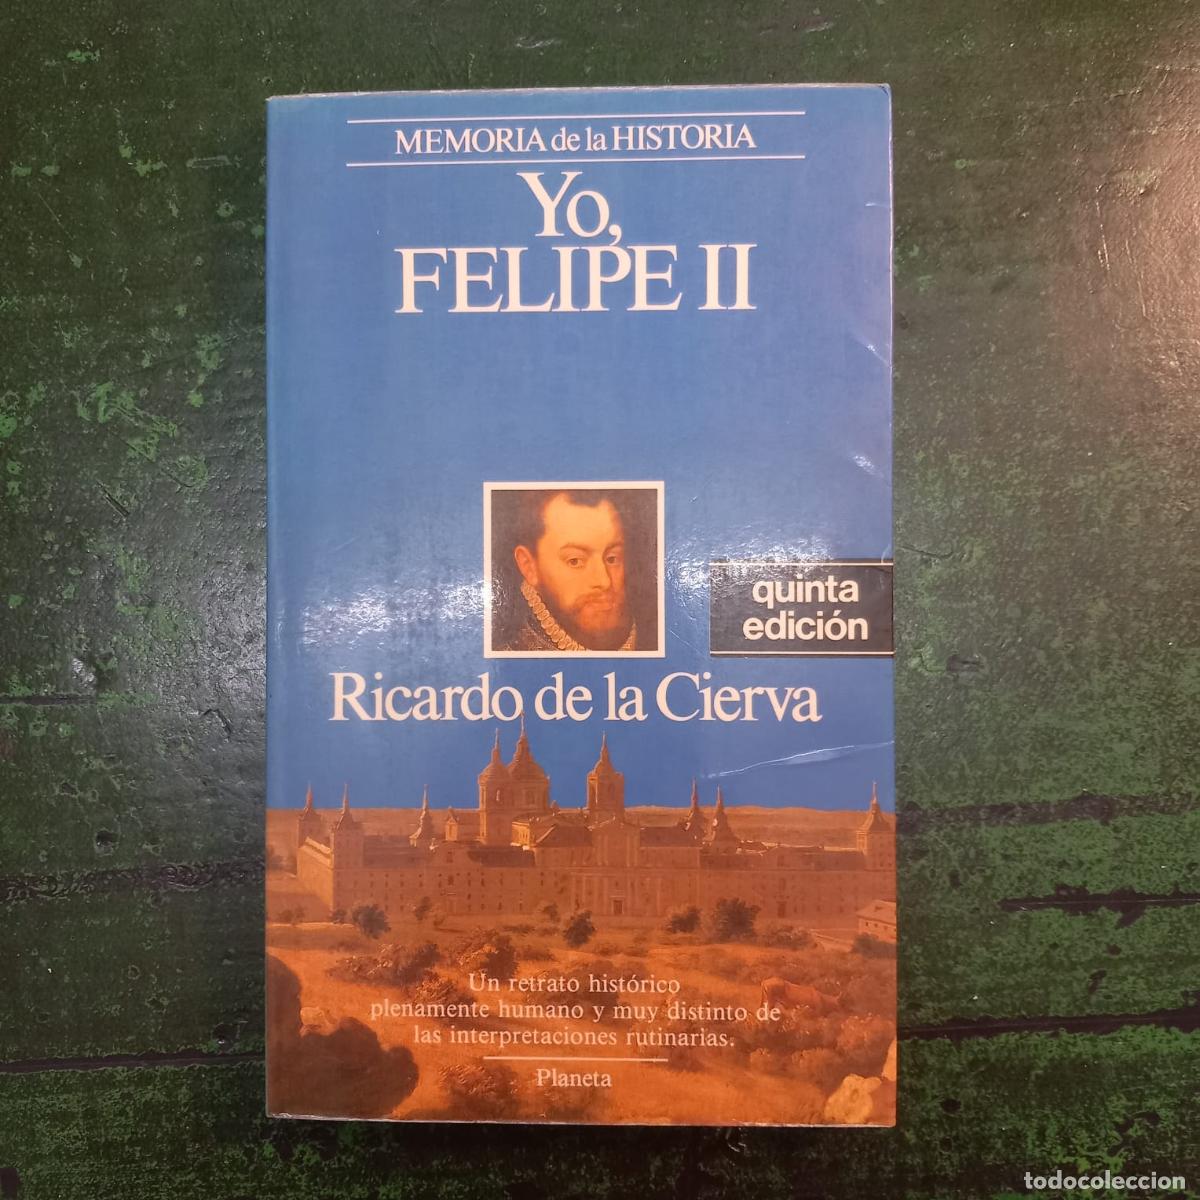 MEMORIA de la HISTORIA
Yo,
FELIPE II
quinta
edición
Ricardo de la Cierva
Un retrato histórico
plenamente humano y muy distinto de
las interpretaciones rutinarias.
Planeta
todocoleccion